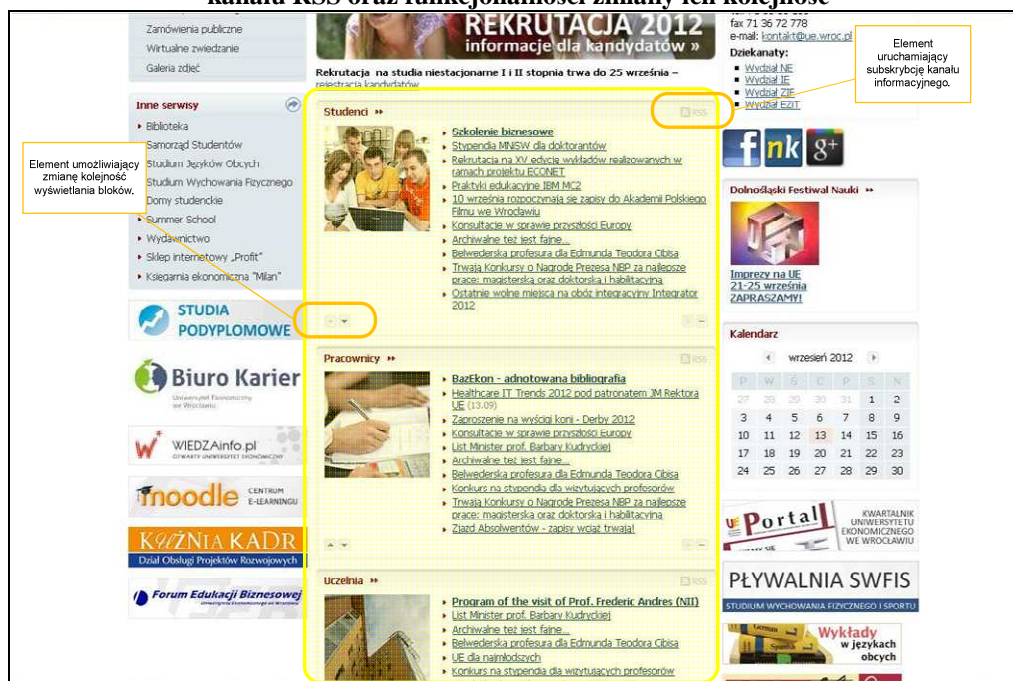 kanału RSS oraz funkcjonalności zmiany ich kolejność
Zamówienia publiczne
Wirtualne zwiedzanie
Galeria zdjęć
Inne serwisy
Biblioteka
Samorząd Studentów
Studium Języków Obcych
Studium Wychowania Fizycznego
Domy studenckie
Summer School
Wydawnictwo
Sklep internetowy „Profit”
Księgarnia ekonomiczna "Milan"
Element umożliwiający
zmianę kolejność
wyświetlania bloków.
STUDIA
PODYPLOMOWE
Biuro Karier
Uniwersytet Ekonomiczny
we Wrocławiu
WIEDZAinfo.pl
OTWARTY UNIWERSYTET EKONOMICZNY
moodle CENTRUM
E-LEARNINGU
KUŹNIA KADR
Dział Obsługi Projektów Rozwojowych
Forum Edukacji Biznesowej
REKRUTACJA 2012
informacje dla kandydatów »
Rekrutacja na studia niestacjonarne I i II stopnia trwa do 25 września –
rejestracja kandydatów
Studenci
RSS
Szkolenie biznesowe
Stypendia MNiSW dla doktorantów
Rekrutacja na XV edycję wykładów realizowanych w
ramach projektu ECONET
Praktyki edukacyjne IBM MC2
10 września rozpoczynają się zapisy do Akademii Polskiego
Filmu we Wrocławiu
Konsultacje w sprawie przyszłości Europy
Archiwalne też jest fajne...
Belwederska profesura dla Edmunda Teodora Cibisa
Trwają Konkursy o Nagrodę Prezesa NBP za najlepsze
prace: magisterską oraz doktorską i habilitacyjną
Ostatnie wolne miejsca na obóz integracyjny Integrator
2012
Pracownicy
RSS
BazEkon - adnotowana bibliografia
Healthcare IT Trends 2012 pod patronatem JM Rektora
UE (13.09)
Zaproszenie na wyścigi koni - Derby 2012
Konsultacje w sprawie przyszłości Europy
List Minister prof. Barbary Kudryckiej
Archiwalne też jest fajne...
Belwederska profesura dla Edmunda Teodora Cibisa
Konkurs na stypendia dla wizytujących profesorów
Trwają Konkursy o Nagrodę Prezesa NBP za najlepsze
prace: magisterską oraz doktorską i habilitacyjną
Zjazd Absolwentów - zapisy wciąż trwają!
Uczelnia
RSS
Program of the visit of Prof. Frederic Andres (NII)
List Minister prof. Barbary Kudryckiej
Archiwalne też jest fajne...
Belwederska profesura dla Edmunda Teodora Cibisa
UE dla najmłodszych
Konkurs na stypendia dla wizytujących profesorów
fax 71 36 72 778
e-mail: kontakt@ue.wroc.pl
Dziekanaty:
Wydział NE
Wydział IE
Wydział ZIF
Wydział EZiT
Element
uruchamiający
subskrybcję kanału
informacyjnego.
f nk g+
Dolnośląski Festiwal Nauki
Imprezy na UE
21-25 września
ZAPRASZAMY!
Kalendarz
wrzesień 2012
P W Ś C P S N
27 28 29 30 31 1 2
3 4 5 6 7 8 9
10 11 12 13 14 15 16
17 18 19 20 21 22 23
24 25 26 27 28 29 30
ue Portal
KWARTALNIK
UNIWERSYTETU
EKONOMICZNEGO
WE WROCŁAWIU
PŁYWALNIA SWFIS
STUDIUM WYCHOWANIA FIZYCZNEGO I SPORTU
German
Spanish
Wykłady
w językach
obcych